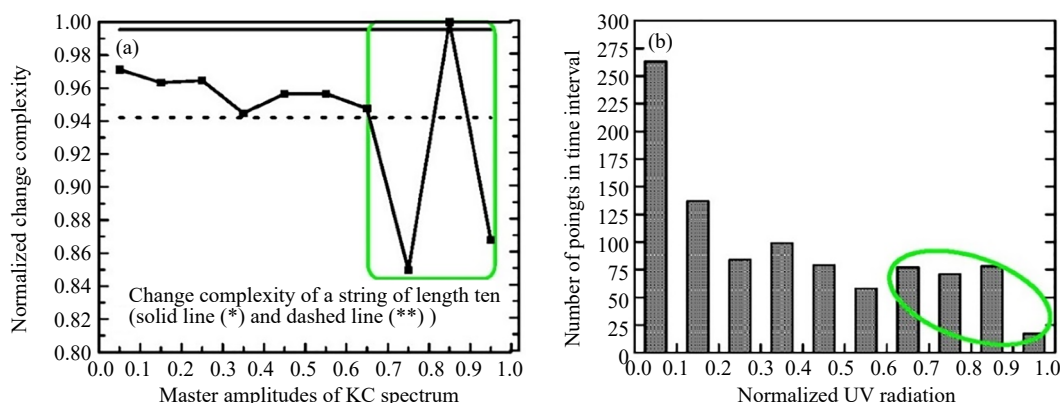 (a)
1.00
0.98
0.96
0.94
0.92
0.90
0.88
0.86
0.84
0.82
0.80
Normalized change complexity
Change complexity of a string of length ten
(solid line (*) and dashed line (**) )
0.0 0.1 0.2 0.3 0.4 0.5 0.6 0.7 0.8 0.9 1.0
Master amplitudes of KC spectrum
(b)
300
275
250
225
200
175
150
125
100
75
50
25
0
Number of poingts in time interval
0.0 0.1 0.2 0.3 0.4 0.5 0.6 0.7 0.8 0.9 1.0
Normalized UV radiation